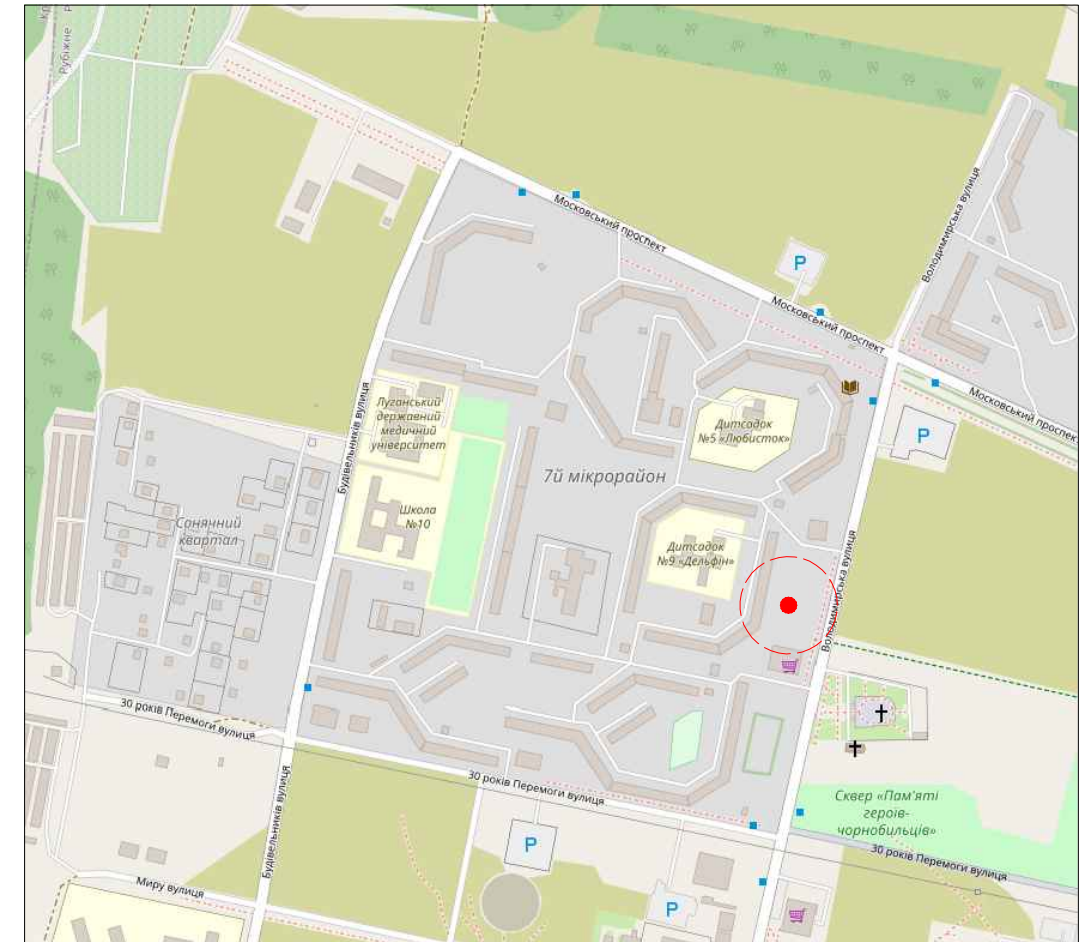 Кр
Рубіжне
Р
Московський проспект
Володимирська вулиця
P
Московський проспект
Московський проспект
Луганський
державний
медичний
університет
Будівельників вулиця
Дитсадок
№5 «Любисток»
P
7й мікрорайон
Школа
№10
Сонячний
квартал
Дитсадок
№9 «Дельфін»
Володимирська вулиця
30 років Перемоги вулиця
30 років Перемоги вулиця
Сквер «Пам'яті
героїв-
чорнобильців»
Будівельників вулиця
P
30 років Перемоги вулиця
Миру вулиця
P